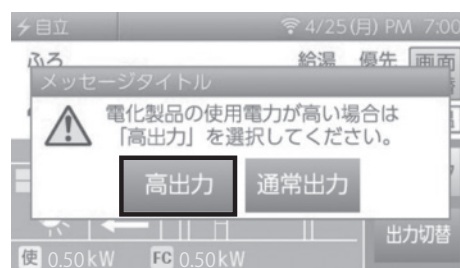 自立 4/25(月) PM 7:00
ふろ 給湯 優先 画面
メッセージタイトル
電化製品の使用電力が高い場合は
「高出力」を選択してください。
高出力 通常出力
出力切替
使 0.50kW FC 0.50kW